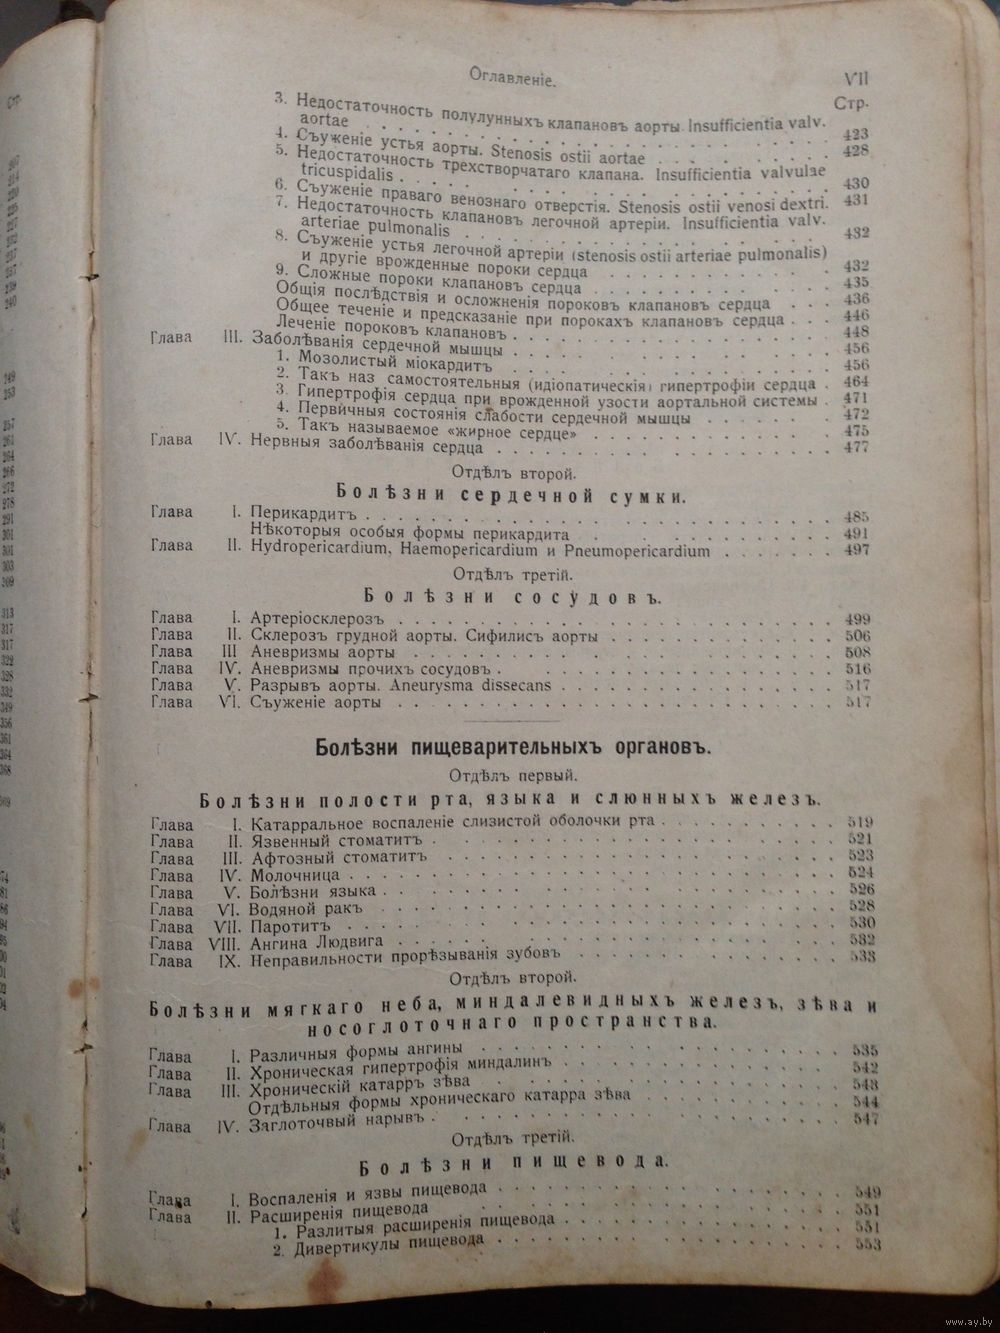 Оглавленіе.
VII
Стр.
3. Недостаточность полулунныхъ клапановъ аорты. Insufficientia valv.
aortae . . . . . . . . . . . . . . . 423
4. Съуженіе устья аорты. Stenosis ostii aortae . . . . . . . 428
5. Недостаточность трехстворчатаго клапана. Insufficientia valvulae
tricuspidalis . . . . . . . . . . . . . . 430
6. Съуженіе праваго венознаго отверстія. Stenosis ostii venosi dextri. 431
7. Недостаточность клапановъ легочной артеріи. Insufficientia valv.
arteriae pulmonalis . . . . . . . . . . . . 432
8. Съуженіе устья легочной артеріи (stenosis ostii arteriae pulmonalis)
и другіе врожденные пороки сердца . . . . . . . . 432
9. Сложные пороки клапановъ сердца . . . . . . . . 435
Общія послѣдствія и осложненія пороковъ клапановъ сердца . . . 436
Общее теченіе и предсказаніе при порокахъ клапановъ сердца . . . 446
Лѣченіе пороковъ клапановъ . . . . . . . . . . 448
Глава III. Заболѣванія сердечной мышцы . . . . . . . . . 456
1. Мозолистый міокардитъ . . . . . . . . . . 456
2. Такъ наз самостоятельныя (идіопатическія) гипертрофіи сердца . 464
3. Гипертрофія сердца при врожденной узости аортальной системы . 471
4. Первичныя состоянія слабости сердечной мышцы . . . . . . 472
5. Такъ называемое «жирное сердце» . . . . . . . . 475
Глава IV. Нервныя заболѣванія сердца . . . . . . . . . . 477
Отдѣлъ второй.
Болѣзни сердечной сумки.
Глава I. Перикардитъ . . . . . . . . . . . . . . 485
Нѣкоторыя особыя формы перикардита . . . . . . . . 491
Глава II. Hydropericardium, Haemopericardium и Pneumopericardium . . . . . . . 497
Отдѣлъ третій.
Болѣзни сосудовъ.
Глава I. Артеріосклерозъ . . . . . . . . . . . . . 499
Глава II. Склерозъ грудной аорты. Сифилисъ аорты . . . . . . . 506
Глава III Аневризмы аорты . . . . . . . . . . . . 508
Глава IV. Аневризмы прочихъ сосудовъ . . . . . . . . . . 516
Глава V. Разрывъ аорты. Aneurysma dissecans . . . . . . . . 517
Глава VI. Съуженіе аорты . . . . . . . . . . . . . 517
Болѣзни пищеварительныхъ органовъ.
Отдѣлъ первый.
Болѣзни полости рта, языка и слюнныхъ железъ.
Глава I. Катарральное воспаленіе слизистой оболочки рта . . . . . . 519
Глава II. Язвенный стоматитъ . . . . . . . . . . . . 521
Глава III. Афтозный стоматитъ . . . . . . . . . . . . 523
Глава IV. Молочница . . . . . . . . . . . . . . 524
Глава V. Болѣзни языка . . . . . . . . . . . . . 526
Глава VI. Водяной ракъ . . . . . . . . . . . . . 528
Глава VII. Паротитъ . . . . . . . . . . . . . . 530
Глава VIII. Ангина Людвига . . . . . . . . . . . . 532
Глава IX. Неправильности прорѣзыванія зубовъ . . . . . . . . 533
Отдѣлъ второй.
Болѣзни мягкаго неба, миндалевидныхъ железъ, зѣва и
носоглоточнаго пространства.
Глава I. Различныя формы ангины . . . . . . . . . . . 535
Глава II. Хроническая гипертрофія миндалинъ . . . . . . . . 542
Глава III. Хроническій катарръ зѣва . . . . . . . . . . 543
Отдѣльныя формы хроническаго катарра зѣва . . . . . . . 544
Глава IV. Заглоточвый нарывъ . . . . . . . . . . . . 547
Отдѣлъ третій.
Болѣзни пищевода.
Глава I. Воспаленія и язвы пищевода . . . . . . . . . . 549
Глава II. Расширенія пищевода . . . . . . . . . . . . 551
1. Разлитыя расширенія пищевода . . . . . . . . . 551
2. Дивертикулы пищевода . . . . . . . . . . . 553
www.ay.by